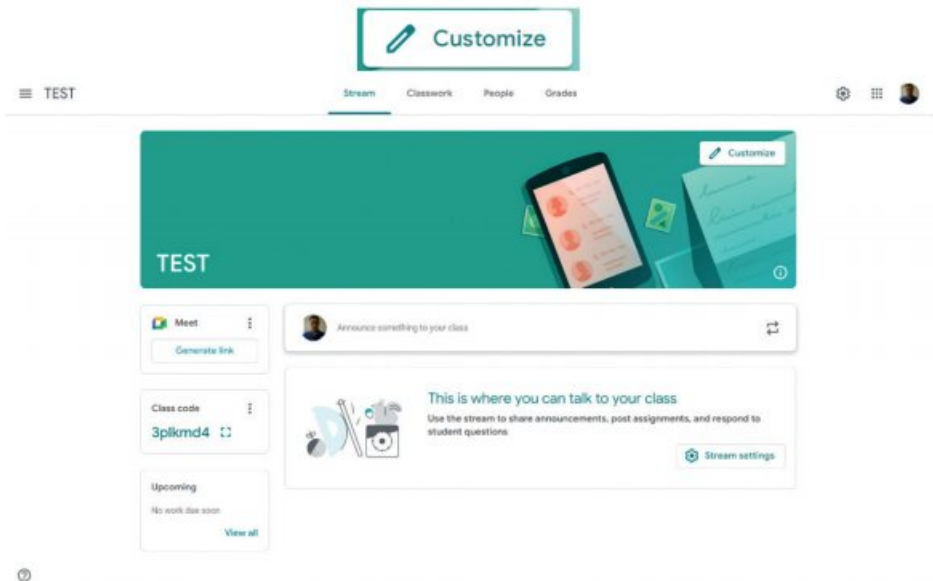 Customize
TEST
Stream Classwork People Grades
Customize
TEST
Meet
Generate link
Announce something to your class
Class code
3plkmd4
This is where you can talk to your class
Use the stream to share announcements, post assignments, and respond to
student questions
Stream settings
Upcoming
No work due soon
View all